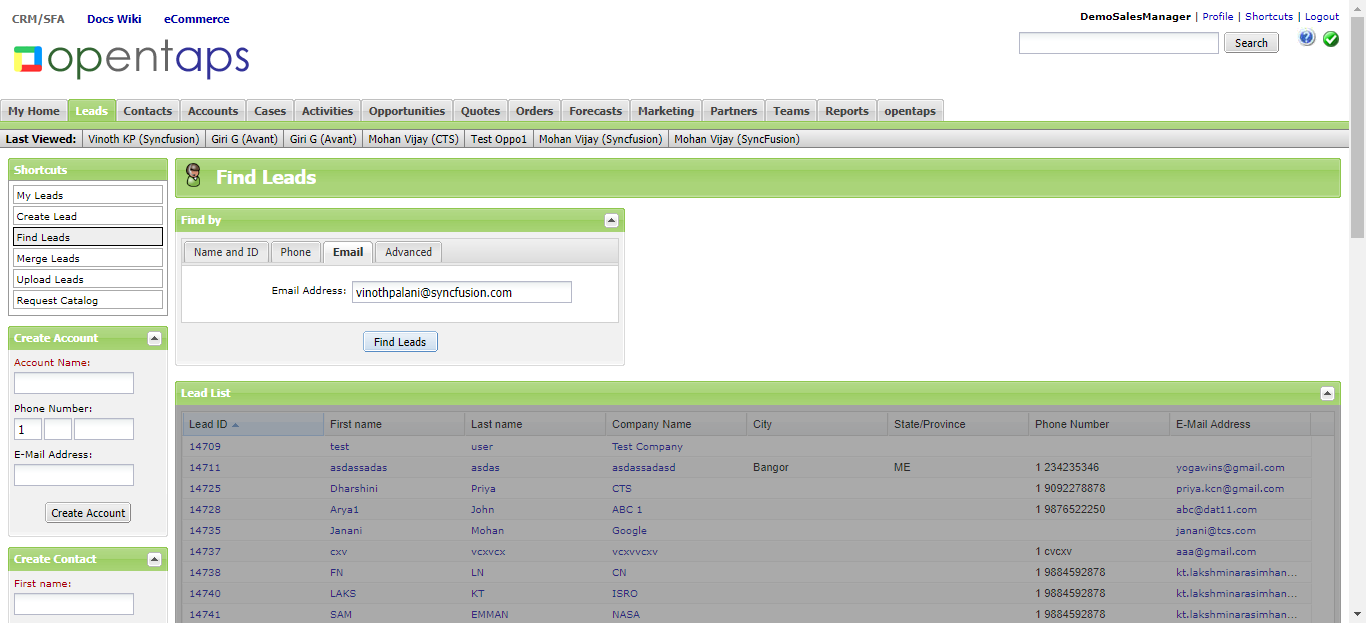 CRM/SFA Docs Wiki eCommerce
DemoSalesManager | Profile | Shortcuts | Logout
opentaps
Search
My Home Leads Contacts Accounts Cases Activities Opportunities Quotes Orders Forecasts Marketing Partners Teams Reports opentaps
Last Viewed: Vinoth KP (Syncfusion) Giri G (Avant) Giri G (Avant) Mohan Vijay (CTS) Test Oppo1 Mohan Vijay (Syncfusion) Mohan Vijay (SyncFusion)
Shortcuts
My Leads
Create Lead
Find Leads
Merge Leads
Upload Leads
Request Catalog
Create Account
Account Name:
Phone Number:
1
E-Mail Address:
Create Account
Create Contact
First name:
Find Leads
Find by
Name and ID Phone Email Advanced
Email Address: vinothpalani@syncfusion.com
Find Leads
Lead List
Lead ID First name Last name Company Name City State/Province Phone Number E-Mail Address
14709 test user Test Company
14711 asdassadas asdas asdassadasd Bangor ME 1 234235346 yogawins@gmail.com
14725 Dharshini Priya CTS 1 9092278878 priya.kcn@gmail.com
14728 Arya1 John ABC 1 1 9876522250 abc@dat11.com
14735 Janani Mohan Google janani@tcs.com
14737 cxv vcxvcx vcxvvcxv 1 cvcxv aaa@gmail.com
14738 FN LN CN 1 9884592878 kt.lakshminarasimhan...
14740 LAKS KT ISRO 1 9884592878 kt.lakshminarasimhan...
14741 SAM EMMAN NASA 1 9884592878 kt.lakshminarasimhan...